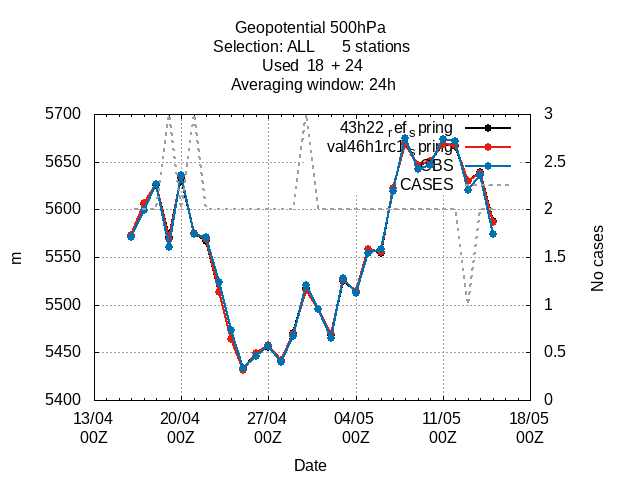 Geopotential 500hPa
Selection: ALL 5 stations
Used 18 + 24
Averaging window: 24h
43h22_ref_spring
val46h1rc1_spring
OBS
CASES
5700
5650
5600
5550
5500
5450
5400
m
3
2.5
2
1.5
1
0.5
0
No cases
13/04 20/04 27/04 04/05 11/05 18/05
00Z 00Z 00Z 00Z 00Z 00Z
Date